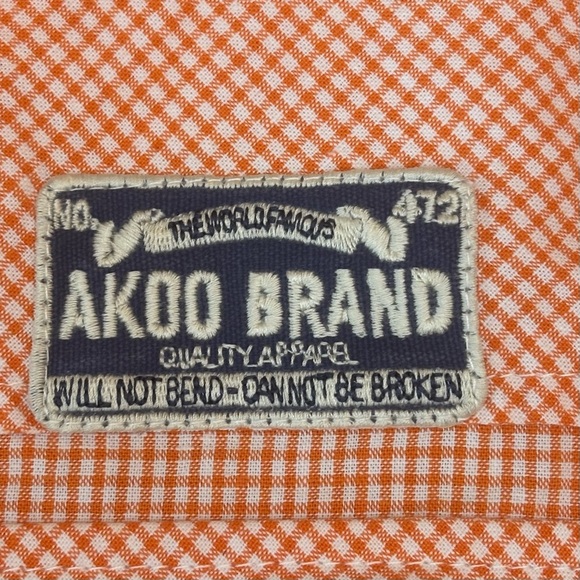 NO. 472
THE WORLD FAMOUS
AKOO BRAND
QUALITY APPAREL
WILL NOT BEND - CAN NOT BE BROKEN